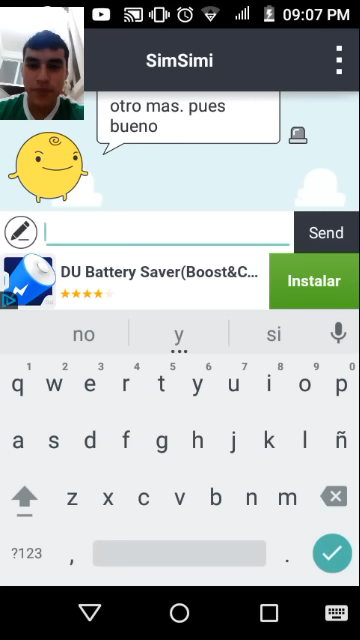 09:07 PM
SimSimi
otro mas. pues
bueno
Send
DU Battery Saver(Boost&C...
Instalar
no y si
1 2 3 4 5 6 7 8 9 0
q w e r t y u i o p
a s d f g h j k l ñ
z x c v b n m
?123 , .